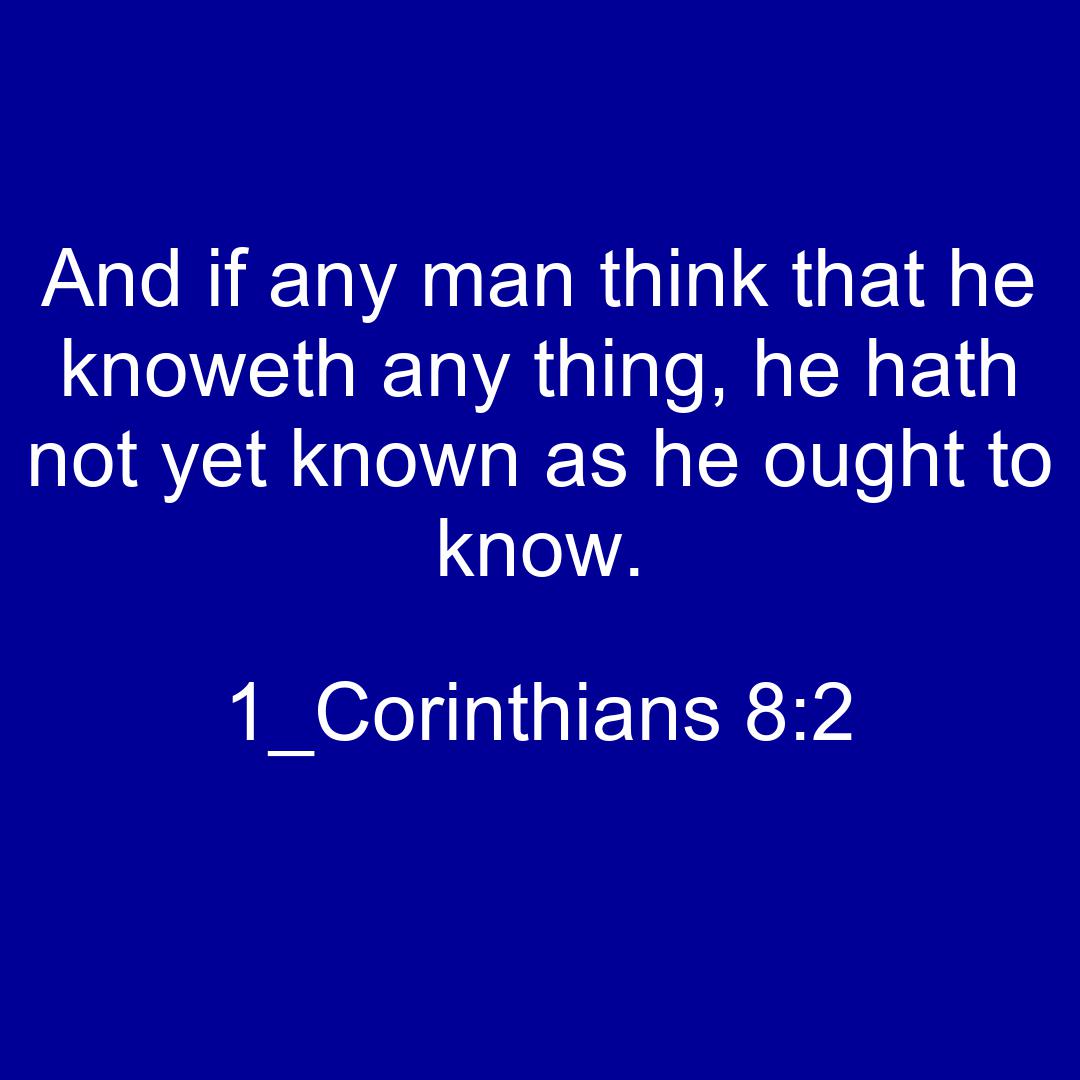 And if any man think that he
knoweth any thing, he hath
not yet known as he ought to
know.
1_Corinthians 8:2